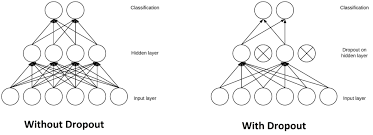 Classification
Hidden layer
Input layer
Without Dropout
Classification
Dropout on
hidden layer
Input layer
With Dropout